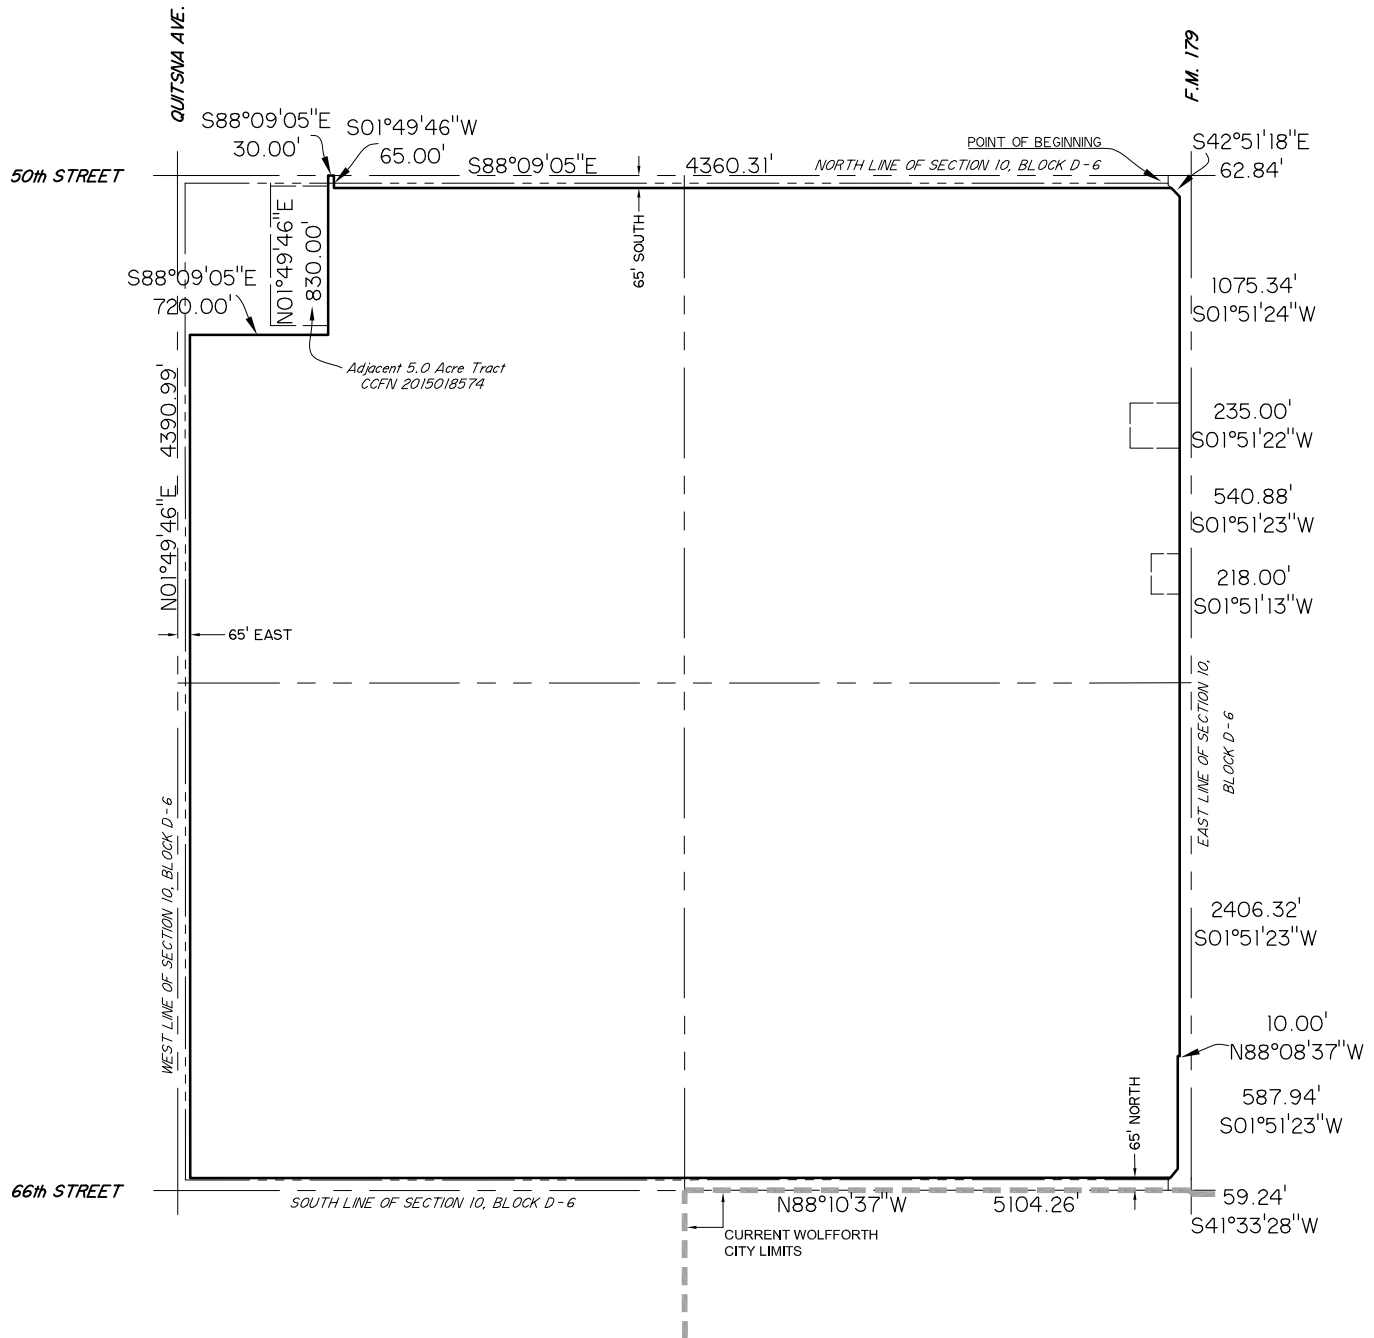 QUITSNA AVE.
F.M. 179
S88°09'05"E
30.00'
S01°49'46"W
65.00'
S88°09'05"E 4360.31'
NORTH LINE OF SECTION 10, BLOCK D-6
POINT OF BEGINNING
S42°51'18"E
62.84'
50th STREET
N01°49'46"E
830.00'
65' SOUTH
S88°09'05"E
720.00'
1075.34'
S01°51'24"W
Adjacent 5.0 Acre Tract
CCFN 2015018574
N01°49'46"E 4390.99'
235.00'
S01°51'22"W
540.88'
S01°51'23"W
218.00'
S01°51'13"W
65' EAST
EAST LINE OF SECTION 10,
BLOCK D-6
WEST LINE OF SECTION 10, BLOCK D-6
2406.32'
S01°51'23"W
10.00'
N88°08'37"W
65' NORTH
587.94'
S01°51'23"W
66th STREET
SOUTH LINE OF SECTION 10, BLOCK D-6
N88°10'37"W 5104.26'
59.24'
S41°33'28"W
CURRENT WOLFFORTH
CITY LIMITS